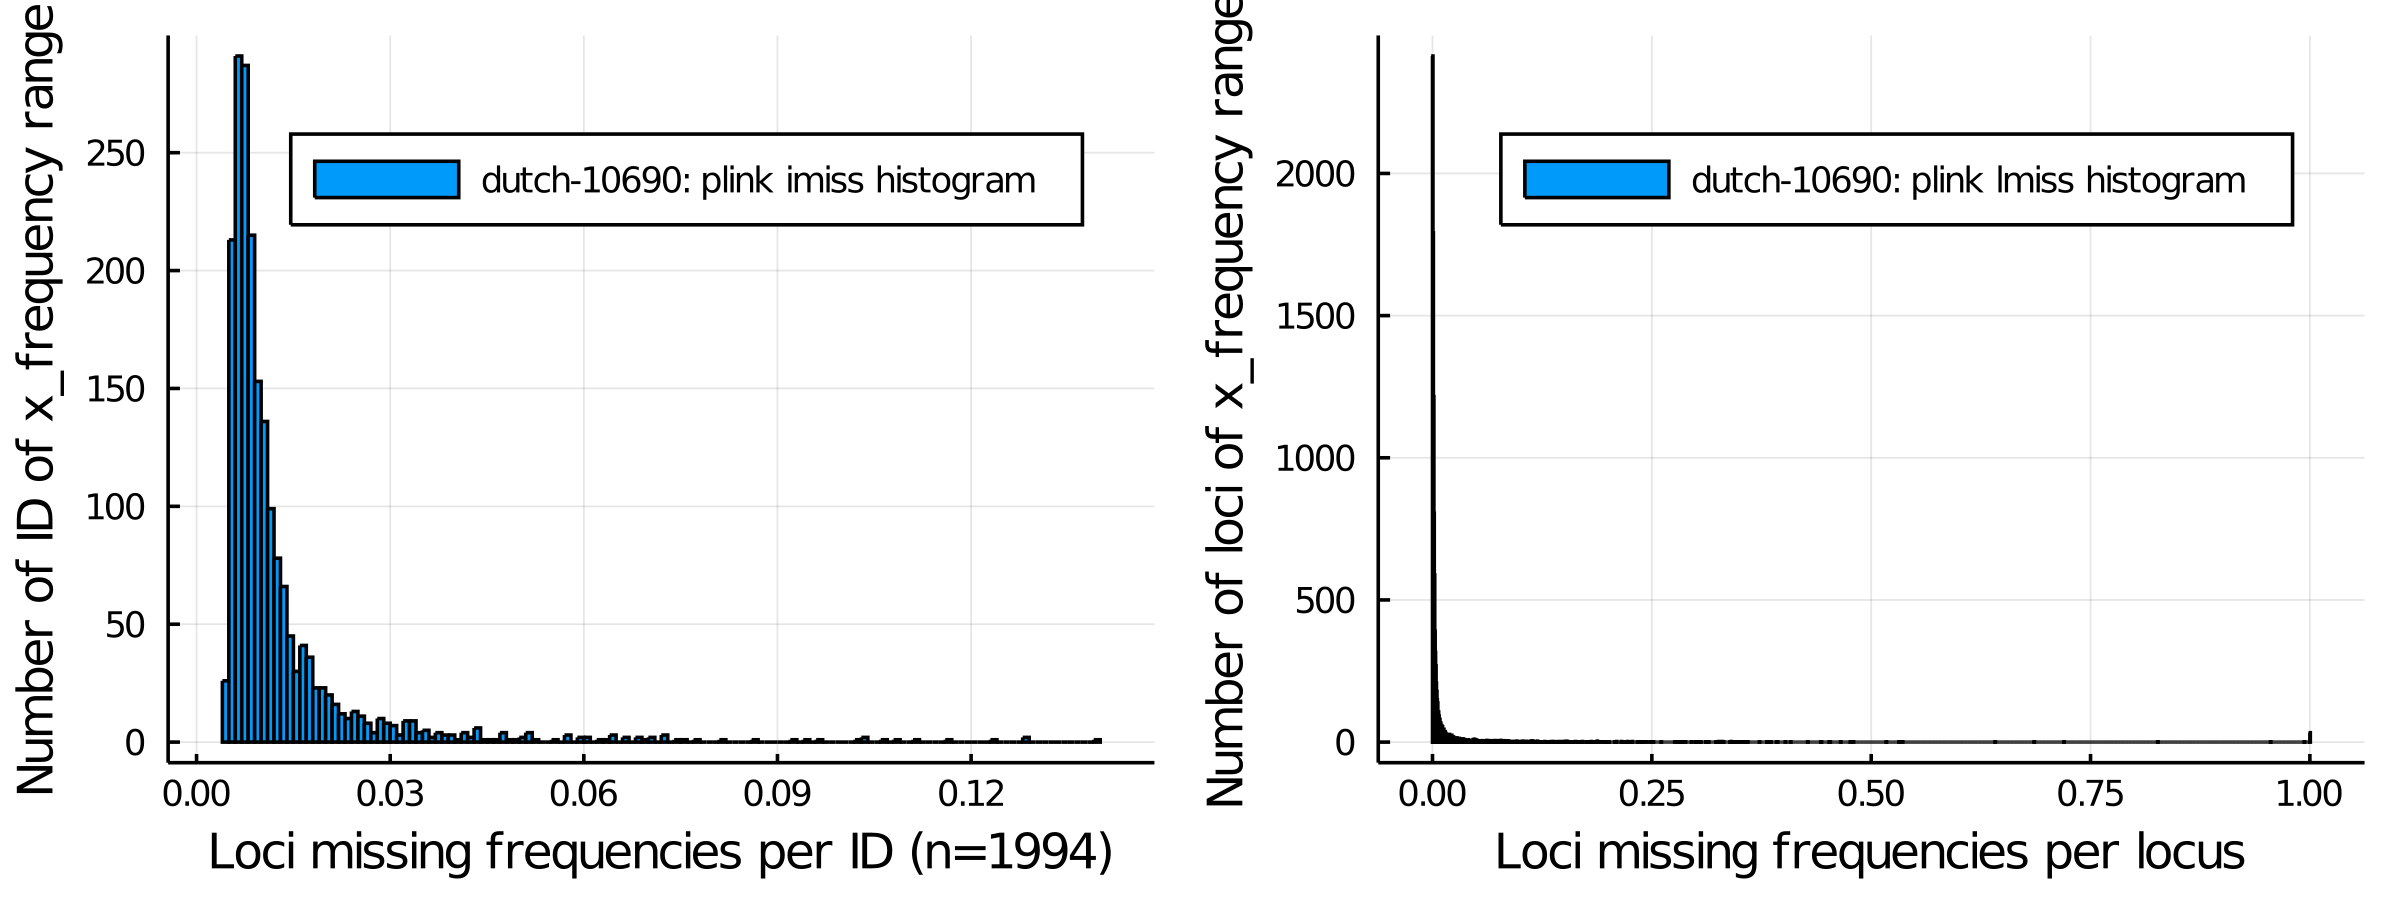 Number of ID of x_frequency range
250
200
150
100
50
0
dutch-10690: plink imiss histogram
0.00 0.03 0.06 0.09 0.12
Loci missing frequencies per ID (n=1994)
Number of loci of x_frequency range
2000
1500
1000
500
0
dutch-10690: plink lmiss histogram
0.00 0.25 0.50 0.75 1.00
Loci missing frequencies per locus